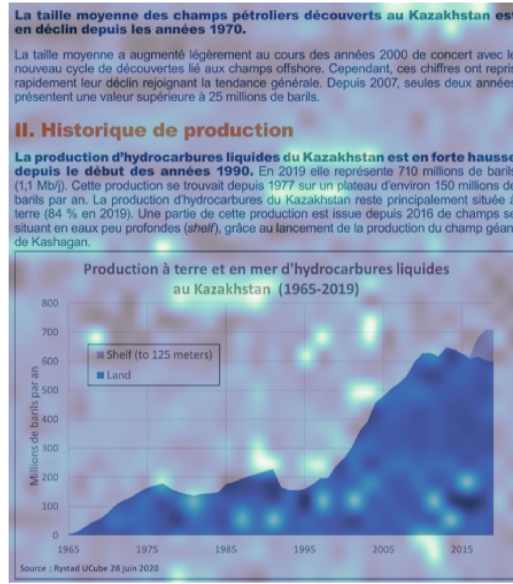 La taille moyenne des champs pétroliers découverts au Kazakhstan est
en déclin depuis les années 1970.
La taille moyenne a augmenté légèrement au cours des années 2000 de concert avec le
nouveau cycle de découvertes lié aux champs offshore. Cependant, ces chiffres ont repris
rapidement leur déclin rejoignant la tendance générale. Depuis 2007, seules deux années
présentent une valeur supérieure à 25 millions de barils.
II. Historique de production
La production d'hydrocarbures liquides du Kazakhstan est en forte hausse
depuis le début des années 1990. En 2019 elle représente 710 millions de barils
(1,1 Mb/j). Cette production se trouvait depuis 1977 sur un plateau d'environ 150 millions de
barils par an. La production d'hydrocarbures du Kazakhstan reste principalement située à
terre (84 % en 2019). Une partie de cette production est issue depuis 2016 de champs se
situant en eaux peu profondes (shelf), grâce au lancement de la production du champ géant
de Kashagan.
Production à terre et en mer d'hydrocarbures liquides
au Kazakhstan (1965-2019)
Millions de barils par an
800
700
600
500
400
300
200
100
0
Shelf (to 125 meters)
Land
1965 1975 1985 1995 2005 2015
Source : Rystad UCube 28 juin 2020